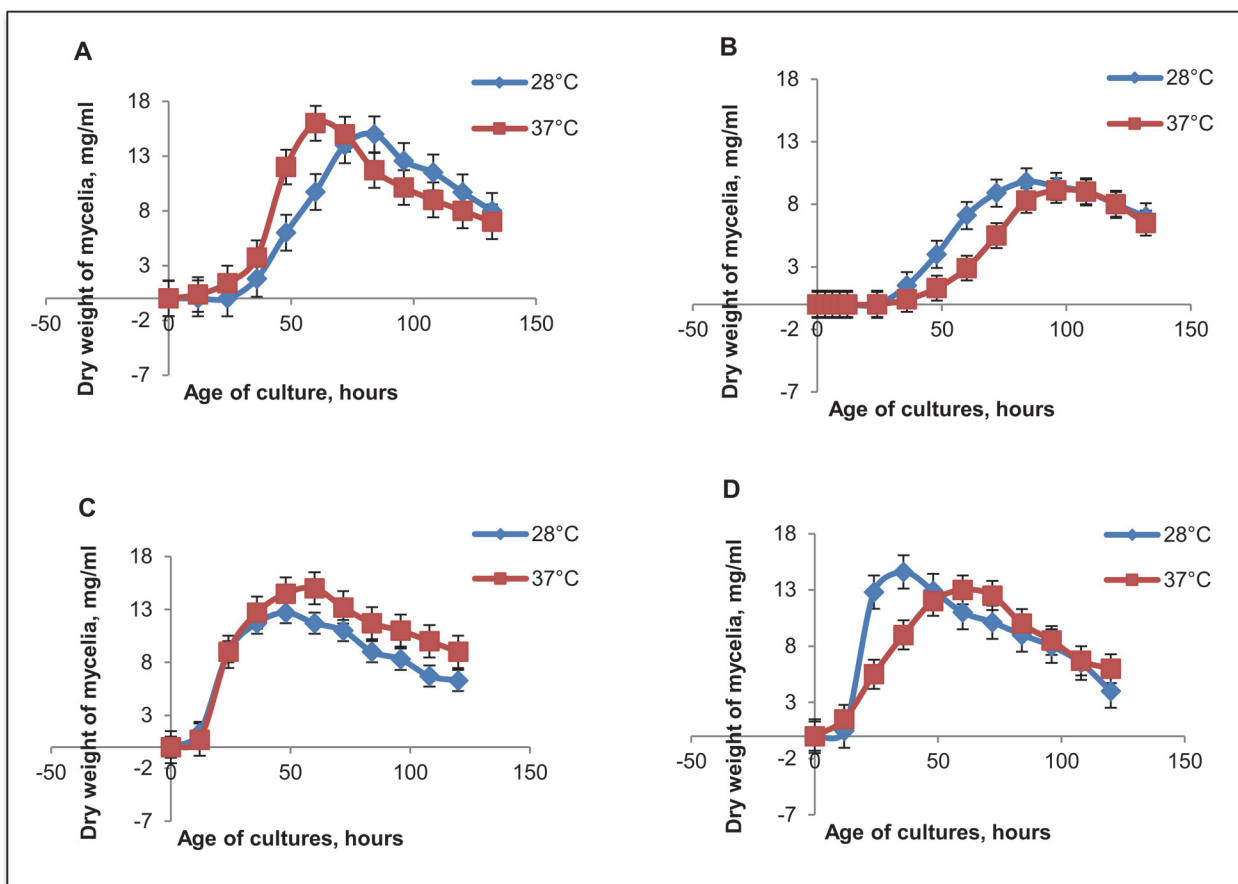 A
28°C
37°C
Dry weight of mycelia, mg/ml
18
13
8
3
-2
-7
-50
0
50
100
150
Age of culture, hours
B
28°C
37°C
Dry weight of mycelia, mg/ml
18
13
8
3
-2
-7
-50
0
50
100
150
Age of cultures, hours
C
28°C
37°C
Dry weight of mycelia, mg/ml
18
13
8
3
-2
-7
-50
0
50
100
150
Age of cultures, hours
D
28°C
37°C
Dry weight of mycelia, mg/ml
18
13
8
3
-2
-7
-50
0
50
100
150
Age of cultures, hours